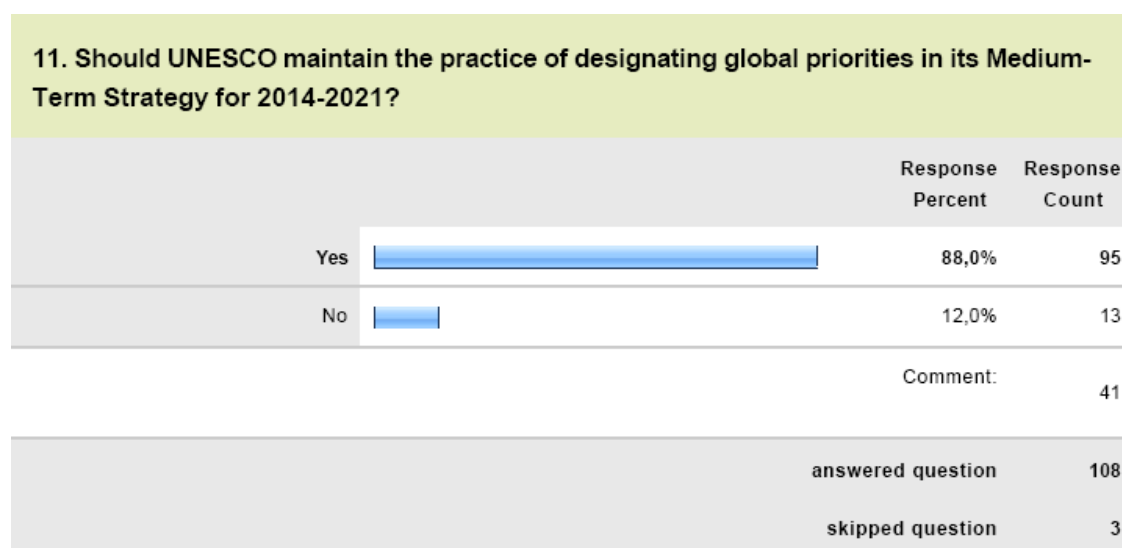 11. Should UNESCO maintain the practice of designating global priorities in its Medium-
Term Strategy for 2014-2021?
Response Percent Response Count
Yes 88,0% 95
No 12,0% 13
Comment: 41
answered question 108
skipped question 3